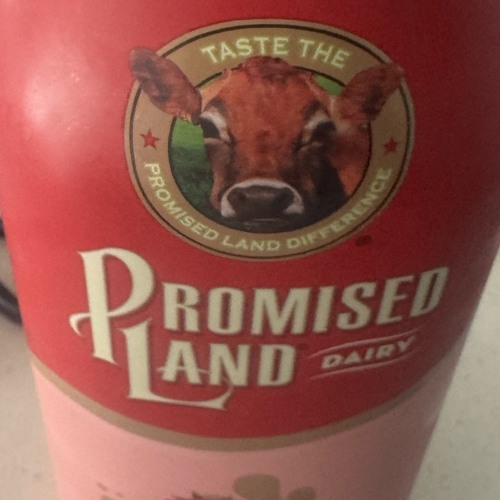 TASTE THE
PROMISED LAND DIFFERENCE
PROMISED
LAND DAIRY